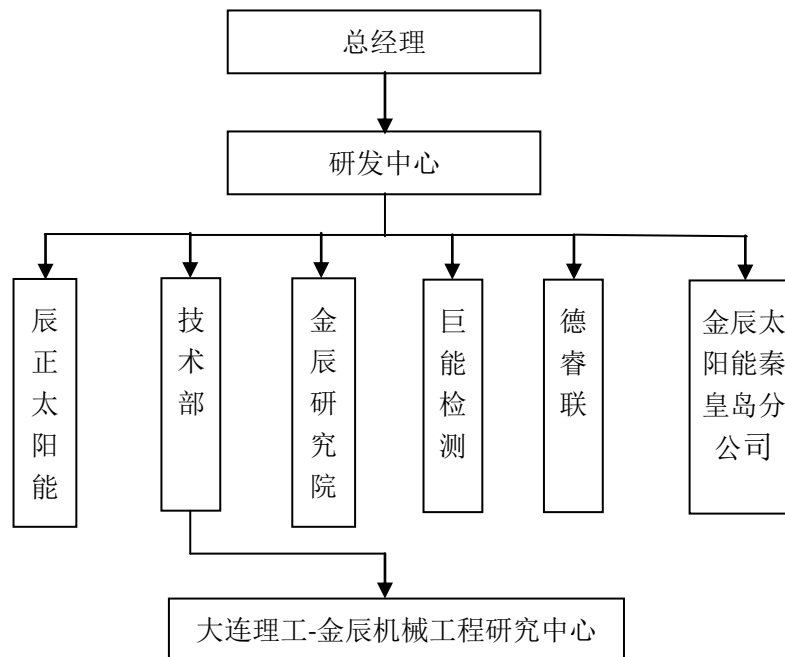 总经理
研发中心
辰正太阳能
技术部
金辰研究院
巨能检测
德睿联
金辰太
阳能秦
皇岛分
公司
大连理工-金辰机械工程研究中心